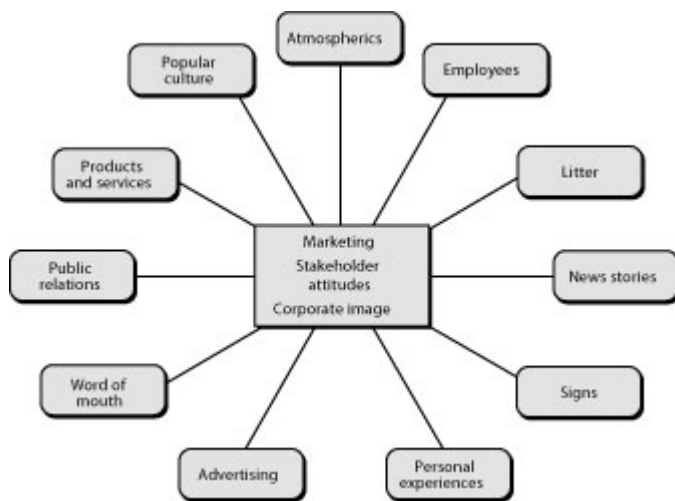 Atmospherics
Popular
culture
Employees
Products
and services
Litter
Marketing
Stakeholder
attitudes
Corporate image
Public
relations
News stories
Word of
mouth
Signs
Advertising
Personal
experiences